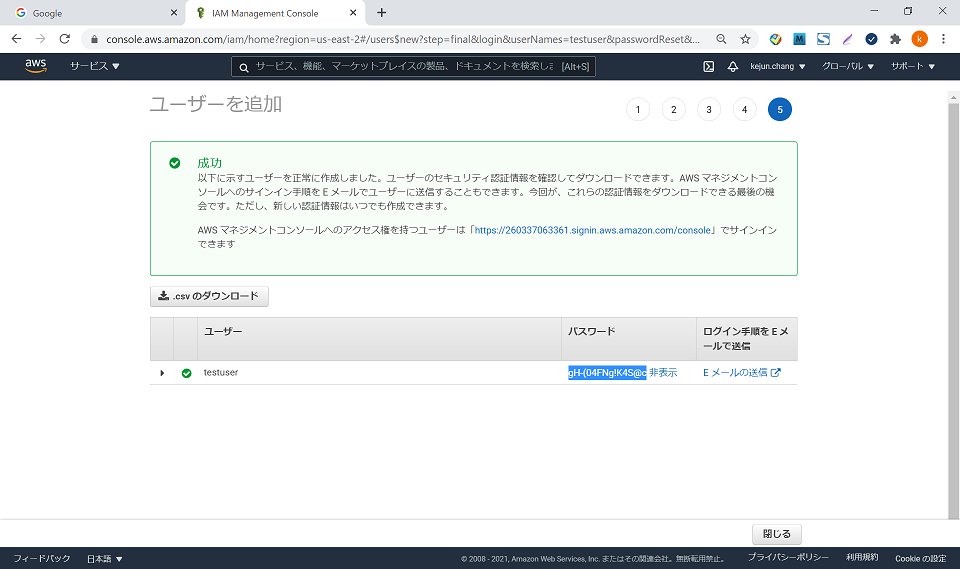 Google
IAM Management Console
console.aws.amazon.com/iam/home?region=us-east-2#/users$new?step=final&login&userNames=testuser&passwordReset&...
k
aws
サービス
サービス、機能、マーケットプレイスの製品、ドキュメントを検索しま [Alt+S]
kejun.chang
グローバル
サポート
ユーザーを追加
1 2 3 4 5
成功
以下に示すユーザーを正常に作成しました。ユーザーのセキュリティ認証情報を確認してダウンロードできます。AWS マネジメントコン
ソールへのサインイン手順を E メールでユーザーに送信することもできます。今回が、これらの認証情報をダウンロードできる最後の機
会です。ただし、新しい認証情報はいつでも作成できます。
AWS マネジメントコンソールへのアクセス権を持つユーザーは「https://260337063361.signin.aws.amazon.com/console」でサインイン
できます
.csv のダウンロード
ユーザー
パスワード
ログイン手順を E メ
ールで送信
testuser
gH-(04FNg!K4S@c 非表示
E メールの送信
閉じる
フィードバック
日本語
© 2008 - 2021, Amazon Web Services, Inc. またはその関連会社。無断転用禁止。
プライバシーポリシー
利用規約
Cookie の設定